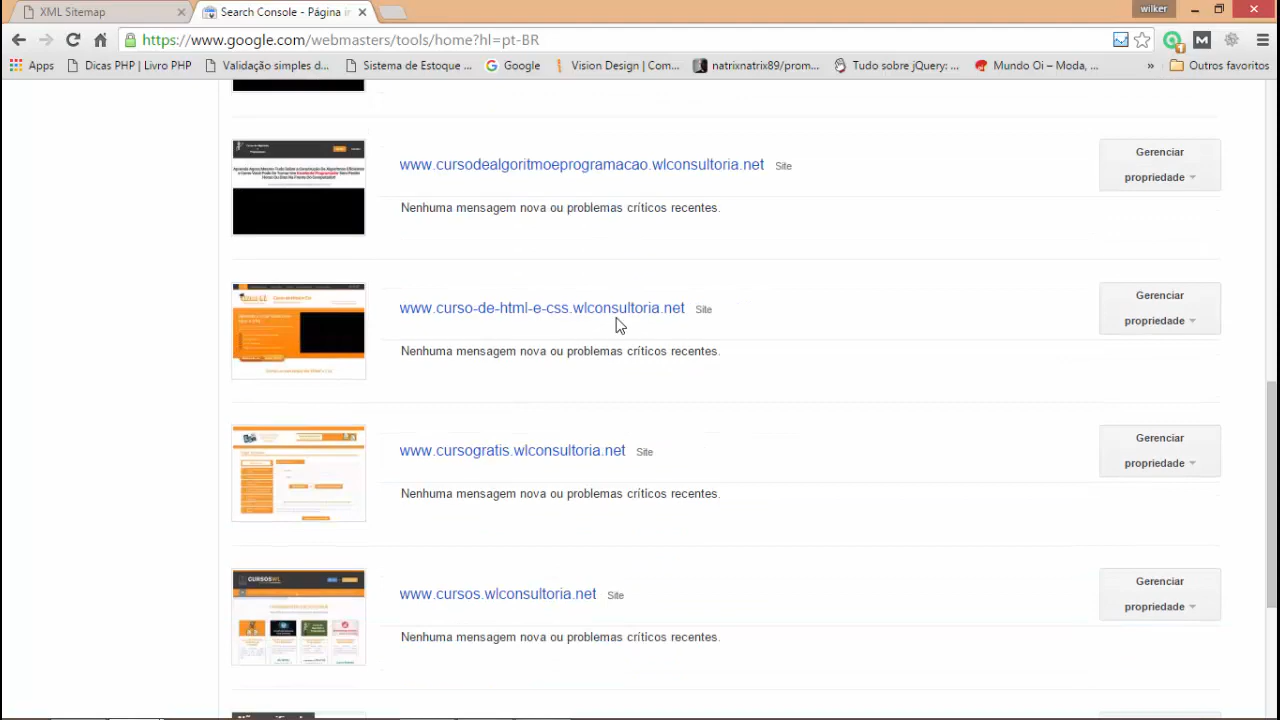 XML Sitemap
Search Console - Página in
wilker
https://www.google.com/webmasters/tools/home?hl=pt-BR
Apps
Dicas PHP | Livro PHP
Validação simples d...
Sistema de Estoque ...
Google
Vision Design | Com...
natrixnatrix89/prom...
Tudo sobre jQuery: ...
Mundo Oi – Moda, ...
» Outros favoritos
www.cursodealgoritmoeprogramacao.wlconsultoria.net Site
Gerenciar
propriedade
Nenhuma mensagem nova ou problemas críticos recentes.
www.curso-de-html-e-css.wlconsultoria.net Site
Gerenciar
propriedade
Nenhuma mensagem nova ou problemas críticos recentes.
www.cursogratis.wlconsultoria.net Site
Gerenciar
propriedade
Nenhuma mensagem nova ou problemas críticos recentes.
CURSOSWL
www.cursos.wlconsultoria.net Site
Gerenciar
propriedade
Nenhuma mensagem nova ou problemas críticos recentes.